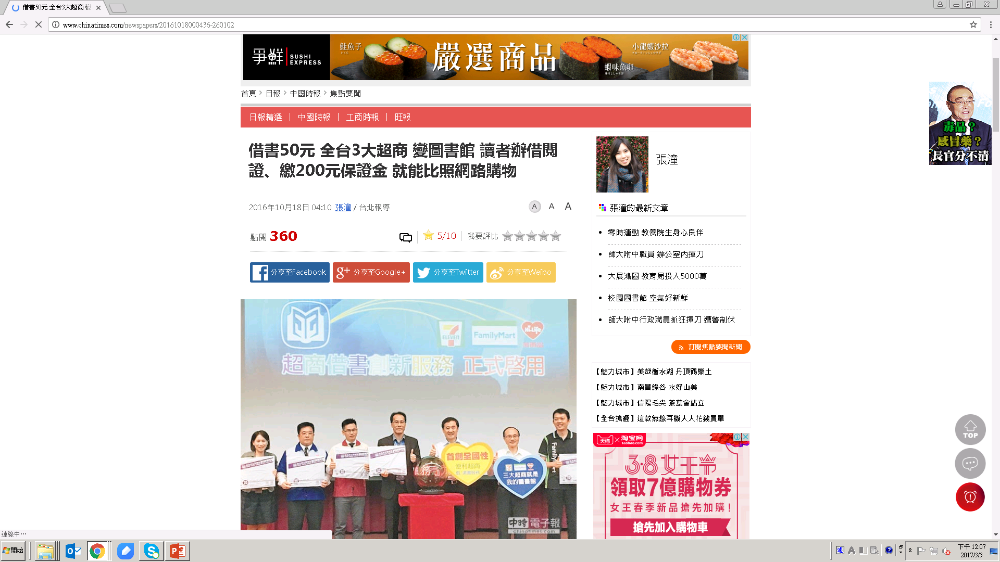 借書50元 全台3大超商 變
www.chinatimes.com/newspapers/20161018000436-260102
爭鮮 SUSHI EXPRESS
鮭魚子
嚴選商品
蝦味魚卵
小龍蝦沙拉
首頁 > 日報 > 中國時報 > 焦點要聞
日報精選 | 中國時報 | 工商時報 | 旺報
借書50元 全台3大超商 變圖書館 讀者辦借閱
證、繳200元保證金 就能比照網路購物
2016年10月18日 04:10 張潼 / 台北報導
A A A
點閱 360
5/10 我要評比
分享至Facebook 分享至Google+ 分享至Twitter 分享至Weibo
7 ELEVEN FamilyMart Hi-Life
超商借書創新服務 正式啟用
首創全國性
便利超商
三大超商就是
我的圖書館
Family
中時電子報
chinatimes.com
張潼
張潼的最新文章
零時運動 教養院生身心良伴
師大附中職員 辦公室內揮刀
大展鴻圖 教育局投入5000萬
校園圖書館 空氣好新鮮
師大附中行政職員抓狂揮刀 遭警制伏
訂閱焦點要聞新聞
【魅力城市】美哉衡水湖 丹頂鶴樂土
【魅力城市】南昌綠谷 水好山美
【魅力城市】信陽毛尖 茶葉會站立
【全台搶翻】這款無線耳機人人花錢買單
天猫 × 淘宝网 Taobao.com
3·8女王节
領取7億購物券
女王春季新品搶先加購!
搶先加入購物車
毒品？
感冒藥？
長官分不清
TOP
連線中…
開始
速
下午 12:07
2017/3/3